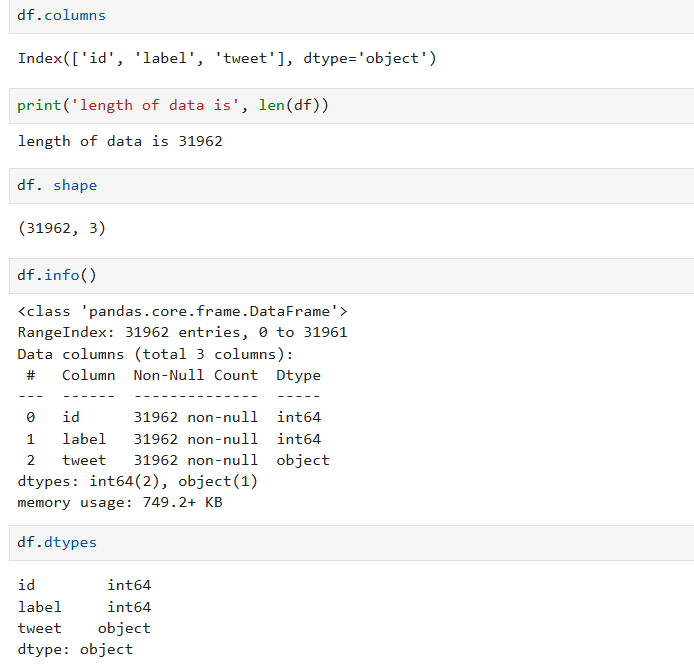 df.columns
Index(['id', 'label', 'tweet'], dtype='object')
print('length of data is', len(df))
length of data is 31962
df. shape
(31962, 3)
df.info()
<class 'pandas.core.frame.DataFrame'>
RangeIndex: 31962 entries, 0 to 31961
Data columns (total 3 columns):
 #   Column  Non-Null Count  Dtype
---  ------  --------------  -----
 0   id      31962 non-null  int64
 1   label   31962 non-null  int64
 2   tweet   31962 non-null  object
dtypes: int64(2), object(1)
memory usage: 749.2+ KB
df.dtypes
id        int64
label     int64
tweet    object
dtype: object